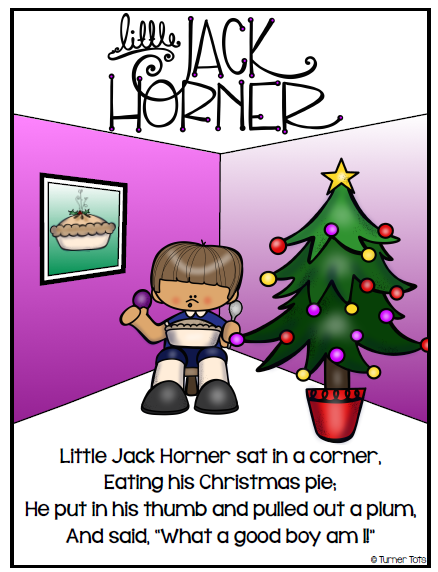 little JACK
HORNER
Little Jack Horner sat in a corner,
Eating his Christmas pie;
He put in his thumb and pulled out a plum,
And said, "What a good boy am I!"
© Turner Tots